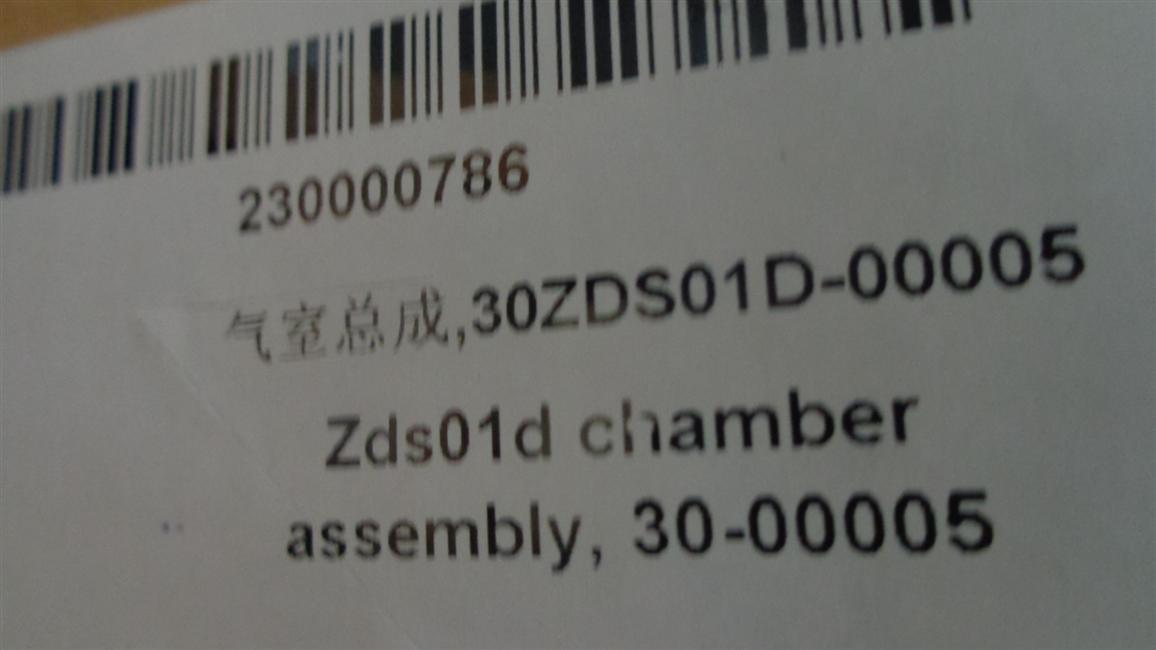 230000786
气室总成,30ZDS01D-00005
Zds01d chamber
assembly, 30-00005